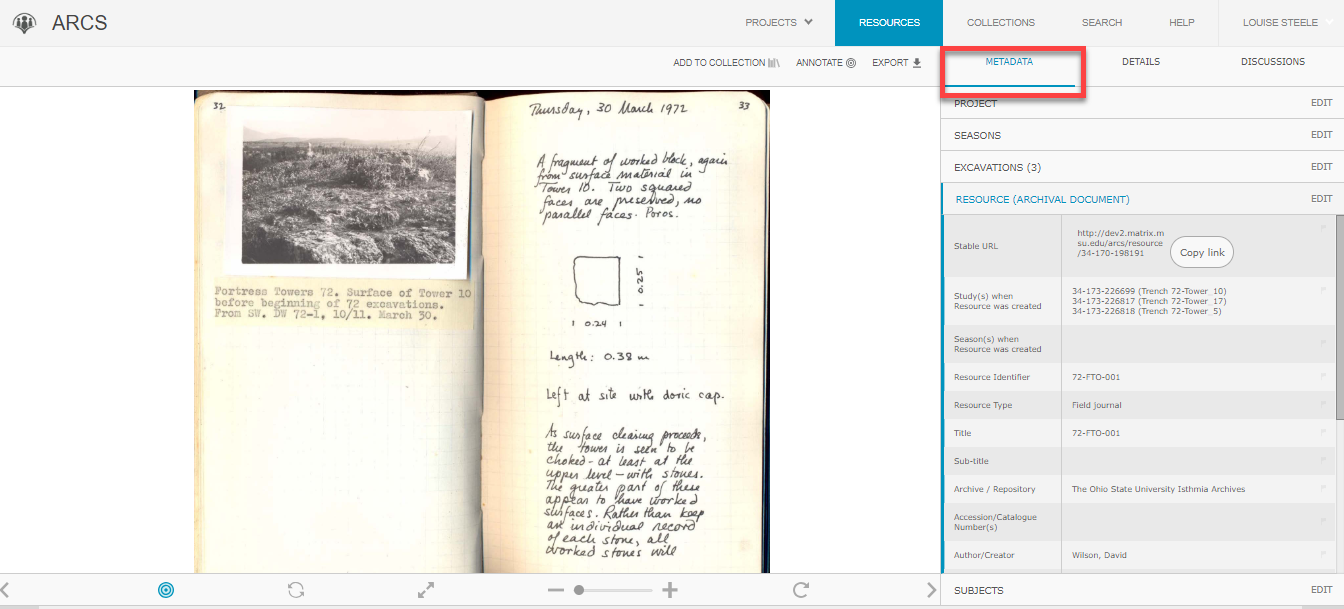 ARCS
PROJECTS
RESOURCES
COLLECTIONS
SEARCH
HELP
LOUISE STEELE
ADD TO COLLECTION
ANNOTATE
EXPORT
METADATA
DETAILS
DISCUSSIONS
32
Fortress Towers 72. Surface of Tower 10
before beginning of 72 excavations.
From SW. DW 72-1, 10/11. March 30.
Thursday, 30 March 1972
33
A fragment of worked block, again
from surface material in
Tower 10. Two squared
faces are preserved, no
parallel faces. Poros.
0.25
0.24
Length: 0.38 m
Left at site with doric cap.
As surface clearing proceeds,
the tower is seen to be
choked - at least at the
upper level - with stones.
The greater part of these
appear to have worked
surfaces. Rather than keep
an individual record
of each stone, all
worked stones will
PROJECT EDIT
SEASONS EDIT
EXCAVATIONS (3) EDIT
RESOURCE (ARCHIVAL DOCUMENT) EDIT
Stable URL
http://dev2.matrix.m
su.edu/arcs/resource
/34-170-198191
Copy link
Study(s) when
Resource was created
34-173-226699 (Trench 72-Tower_10)
34-173-226817 (Trench 72-Tower_17)
34-173-226818 (Trench 72-Tower_5)
Season(s) when
Resource was created
Resource Identifier 72-FTO-001
Resource Type Field journal
Title 72-FTO-001
Sub-title
Archive / Repository The Ohio State University Isthmia Archives
Accession/Catalogue
Number(s)
Author/Creator Wilson, David
SUBJECTS EDIT